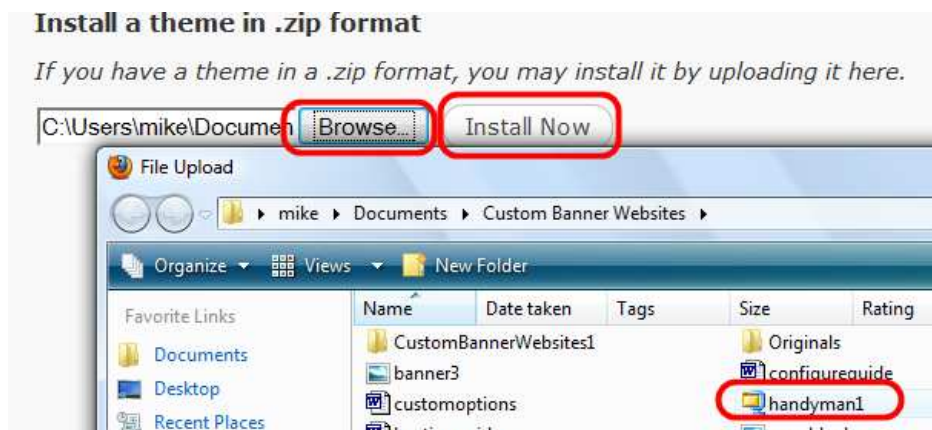 Install a theme in .zip format
If you have a theme in a .zip format, you may install it by uploading it here.
C:\Users\mike\Documen Browse... Install Now
File Upload
mike Documents Custom Banner Websites
Organize Views New Folder
Favorite Links Name Date taken Tags Size Rating
Documents CustomBannerWebsites1 Originals
banner3 configureguide
Desktop customoptions handyman1
Recent Places